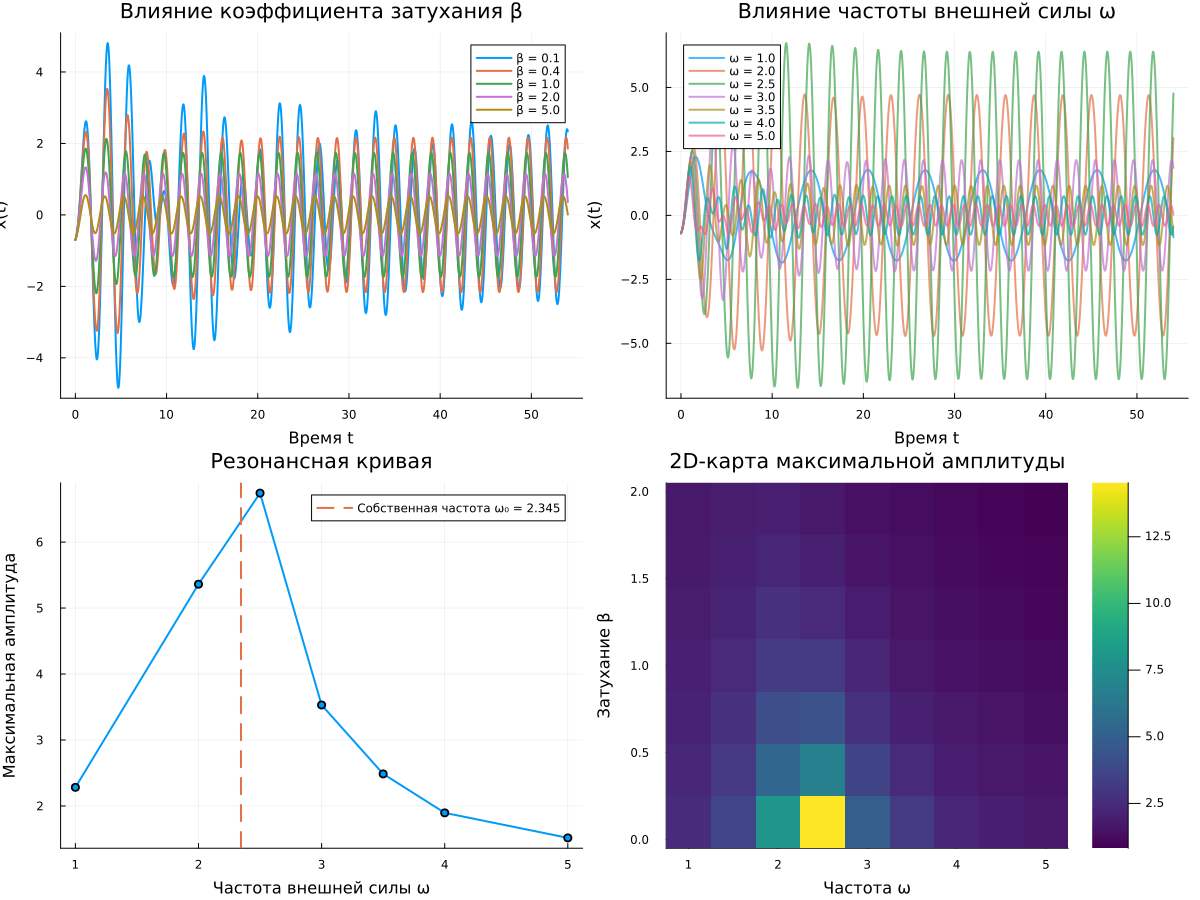 Влияние коэффициента затухания β
x(t)
4
2
0
−2
−4
0
10
20
30
40
50
Время t
β = 0.1
β = 0.4
β = 1.0
β = 2.0
β = 5.0
Влияние частоты внешней силы ω
x(t)
5.0
2.5
0.0
−2.5
−5.0
0
10
20
30
40
50
Время t
ω = 1.0
ω = 2.0
ω = 2.5
ω = 3.0
ω = 3.5
ω = 4.0
ω = 5.0
Резонансная кривая
Максимальная амплитуда
6
5
4
3
2
1
2
3
4
5
Частота внешней силы ω
Собственная частота ω₀ = 2.345
2D-карта максимальной амплитуды
Затухание β
2.0
1.5
1.0
0.5
0.0
1
2
3
4
5
Частота ω
12.5
10.0
7.5
5.0
2.5